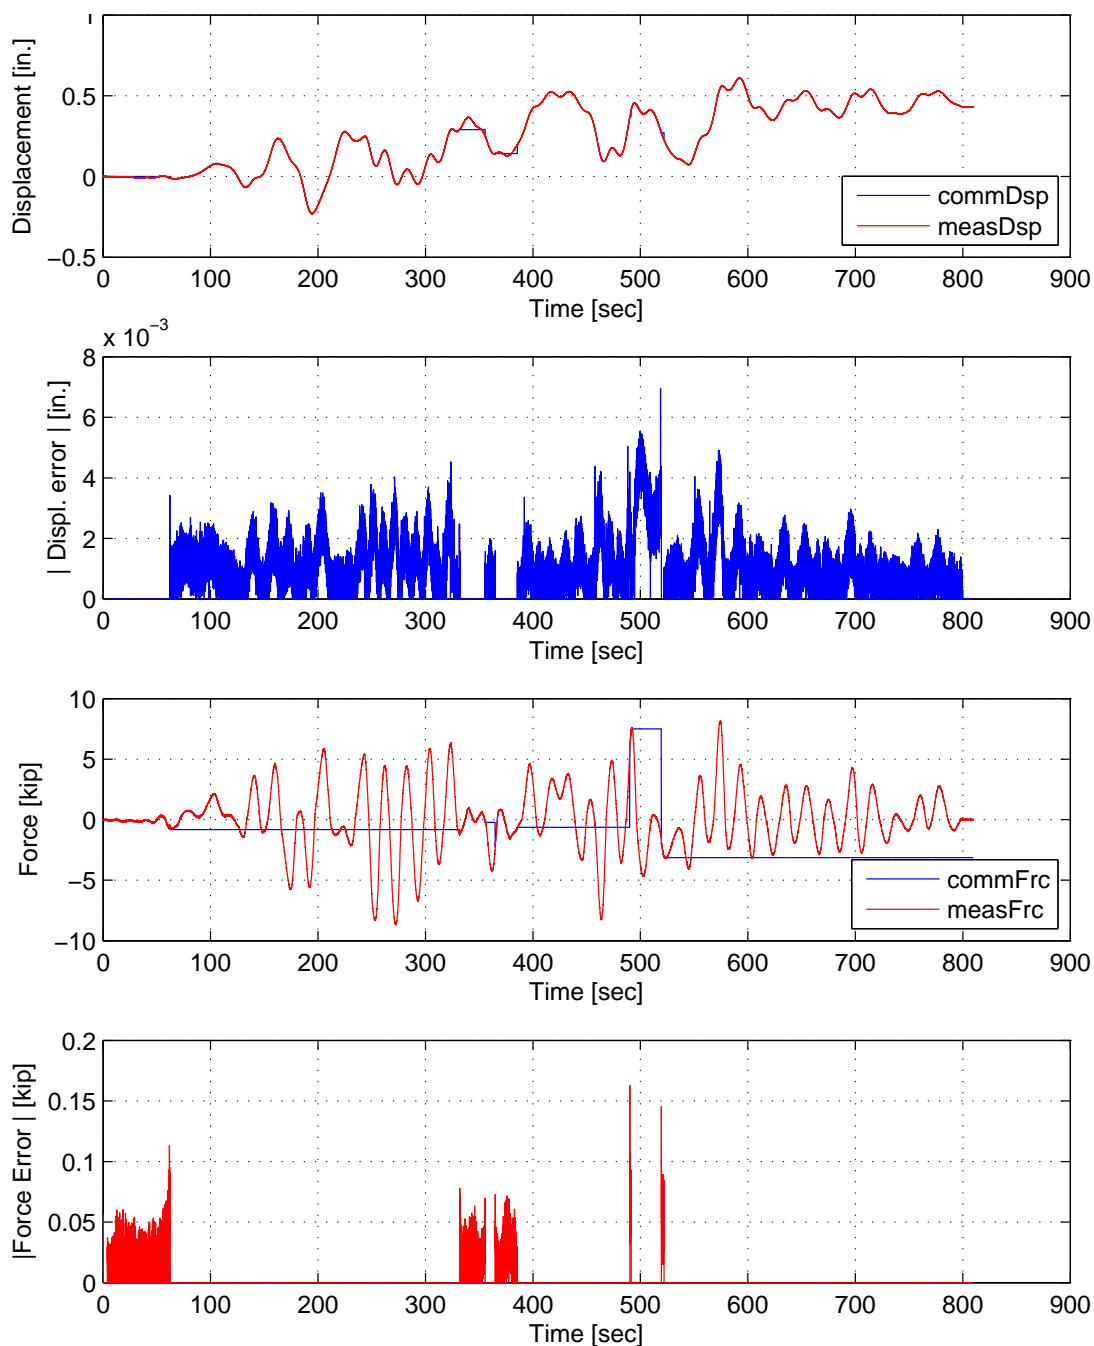 1
0.5
0
−0.5
Displacement [in.]
0 100 200 300 400 500 600 700 800 900
Time [sec]
commDsp
measDsp
x 10−3
8
6
4
2
0
| Displ. error | [in.]
0 100 200 300 400 500 600 700 800 900
Time [sec]
10
5
0
−5
−10
Force [kip]
0 100 200 300 400 500 600 700 800 900
Time [sec]
commFrc
measFrc
0.2
0.15
0.1
0.05
0
|Force Error | [kip]
0 100 200 300 400 500 600 700 800 900
Time [sec]